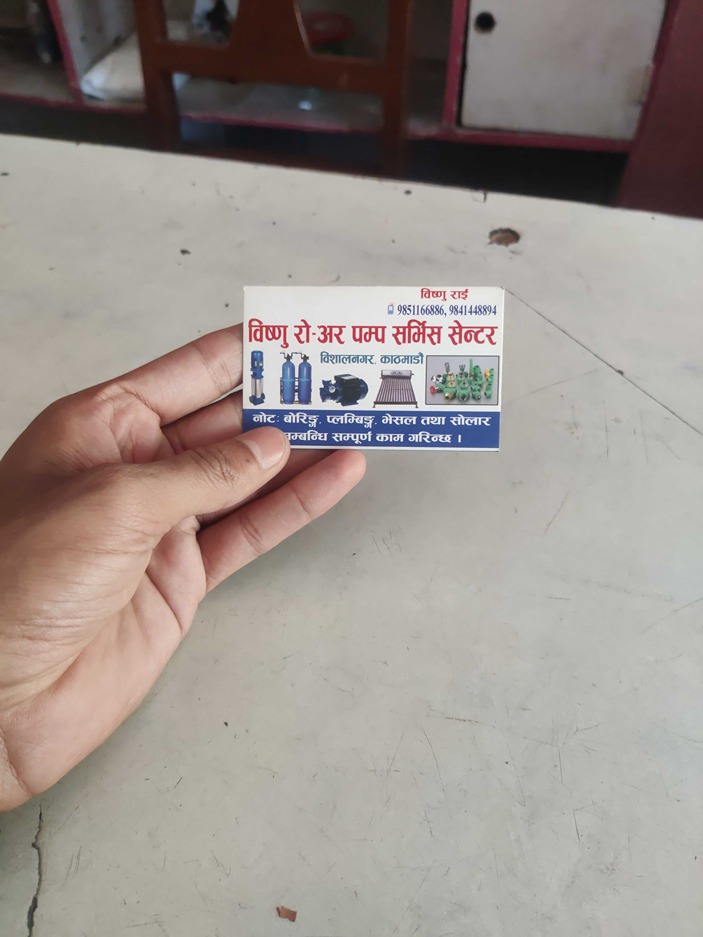 विष्णु राई
9851166886, 9841448894
विष्णु रो-अर पम्प सर्भिस सेन्टर
विशालनगर, काठमाडौं
नोटः बोरिङ्ग, प्लम्बिङ्ग, भेसल तथा सोलार
सम्बन्धि सम्पूर्ण काम गरिन्छ ।